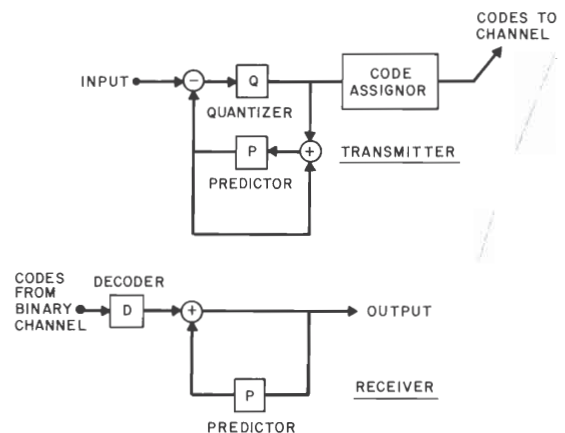 CODES TO
CHANNEL
INPUT
−
Q
CODE
ASSIGNOR
QUANTIZER
P
+
TRANSMITTER
PREDICTOR
CODES
FROM
BINARY
CHANNEL
DECODER
D
+
OUTPUT
P
RECEIVER
PREDICTOR